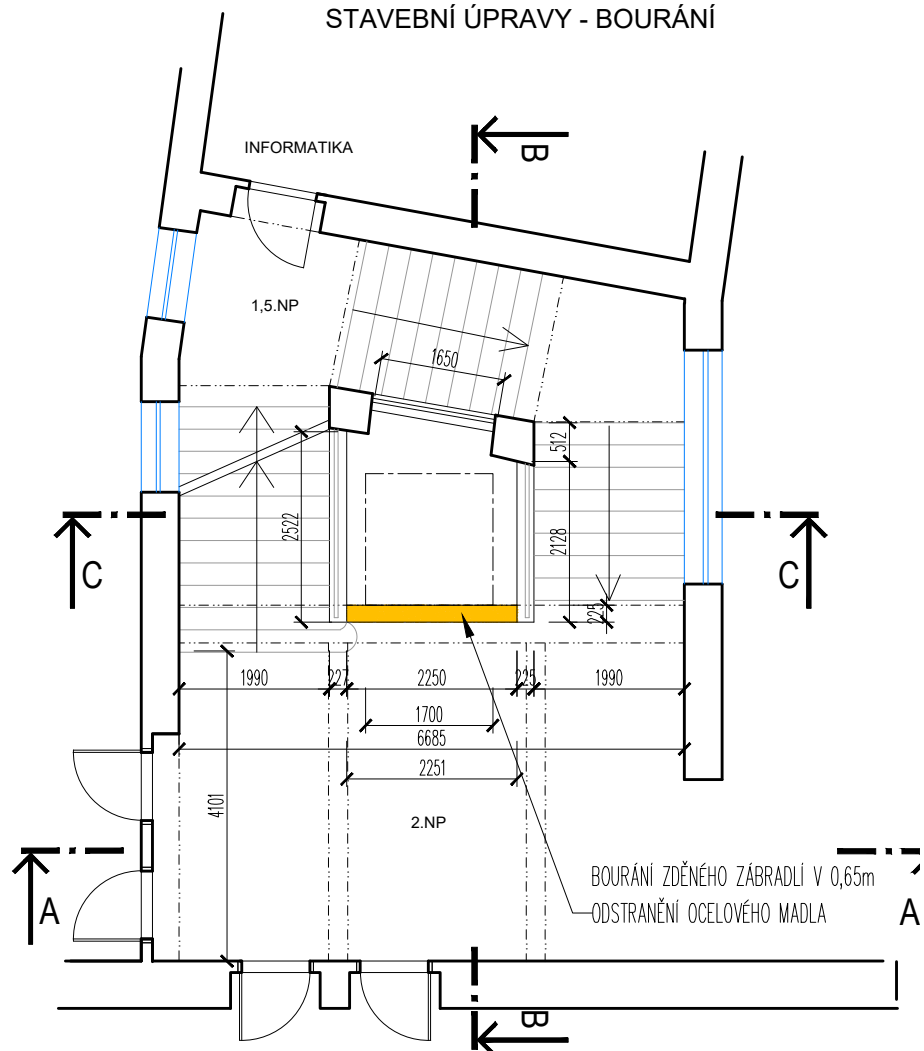 STAVEBNÍ ÚPRAVY - BOURÁNÍ
B
INFORMATIKA
1,5.NP
1650
512
2522
2128
C
C
225
1990
227
2250
225
1990
1700
6685
2251
4101
2.NP
BOURÁNÍ ZDĚNÉHO ZÁBRADLÍ V 0,65m
ODSTRANĚNÍ OCELOVÉHO MADLA
A
A
B